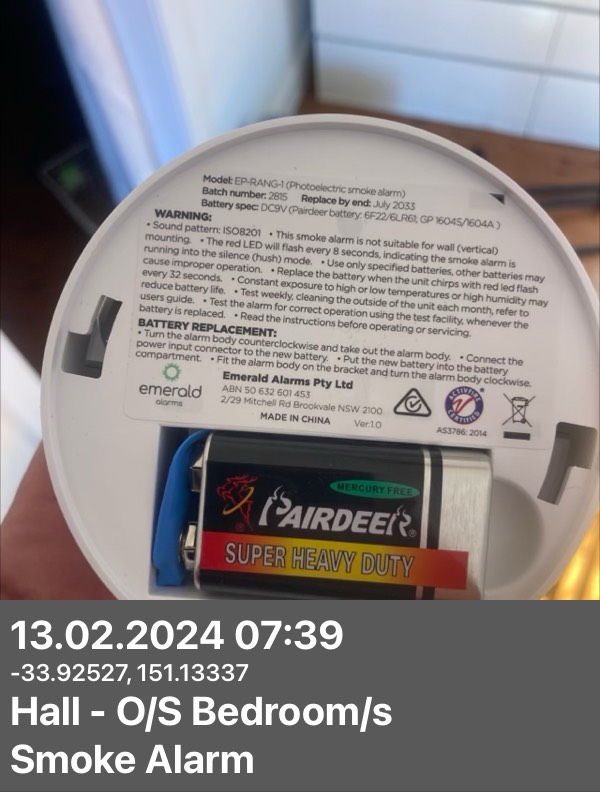 Model: EP-RANG-1 (Photoelectric smoke alarm)
Batch number: 2815 Replace by end: July 2033
Battery spec: DC9V (Pairdeer battery: 6F22/6LR61; GP 1604S/1604A )
WARNING:
• Sound pattern: ISO8201 • This smoke alarm is not suitable for wall (vertical)
mounting. • The red LED will flash every 8 seconds, indicating the smoke alarm is
running into the silence (hush) mode. • Use only specified batteries, other batteries may
cause improper operation. • Replace the battery when the unit chirps with red led flash
every 32 seconds. • Constant exposure to high or low temperatures or high humidity may
reduce battery life. • Test weekly, cleaning the outside of the unit each month, refer to
users guide. • Test the alarm for correct operation using the test facility, whenever the
battery is replaced. • Read the instructions before operating or servicing.
BATTERY REPLACEMENT:
• Turn the alarm body counterclockwise and take out the alarm body. • Connect the
power input connector to the new battery. • Put the new battery into the battery
compartment. • Fit the alarm body on the bracket and turn the alarm body clockwise.
emerald
alarms
Emerald Alarms Pty Ltd
ABN 50 632 601 453
2/29 Mitchell Rd Brookvale NSW 2100
MADE IN CHINA Ver:1.0
AS3786: 2014
MERCURY FREE
PAIRDEER®
SUPER HEAVY DUTY
13.02.2024 07:39
-33.92527, 151.13337
Hall - O/S Bedroom/s
Smoke Alarm